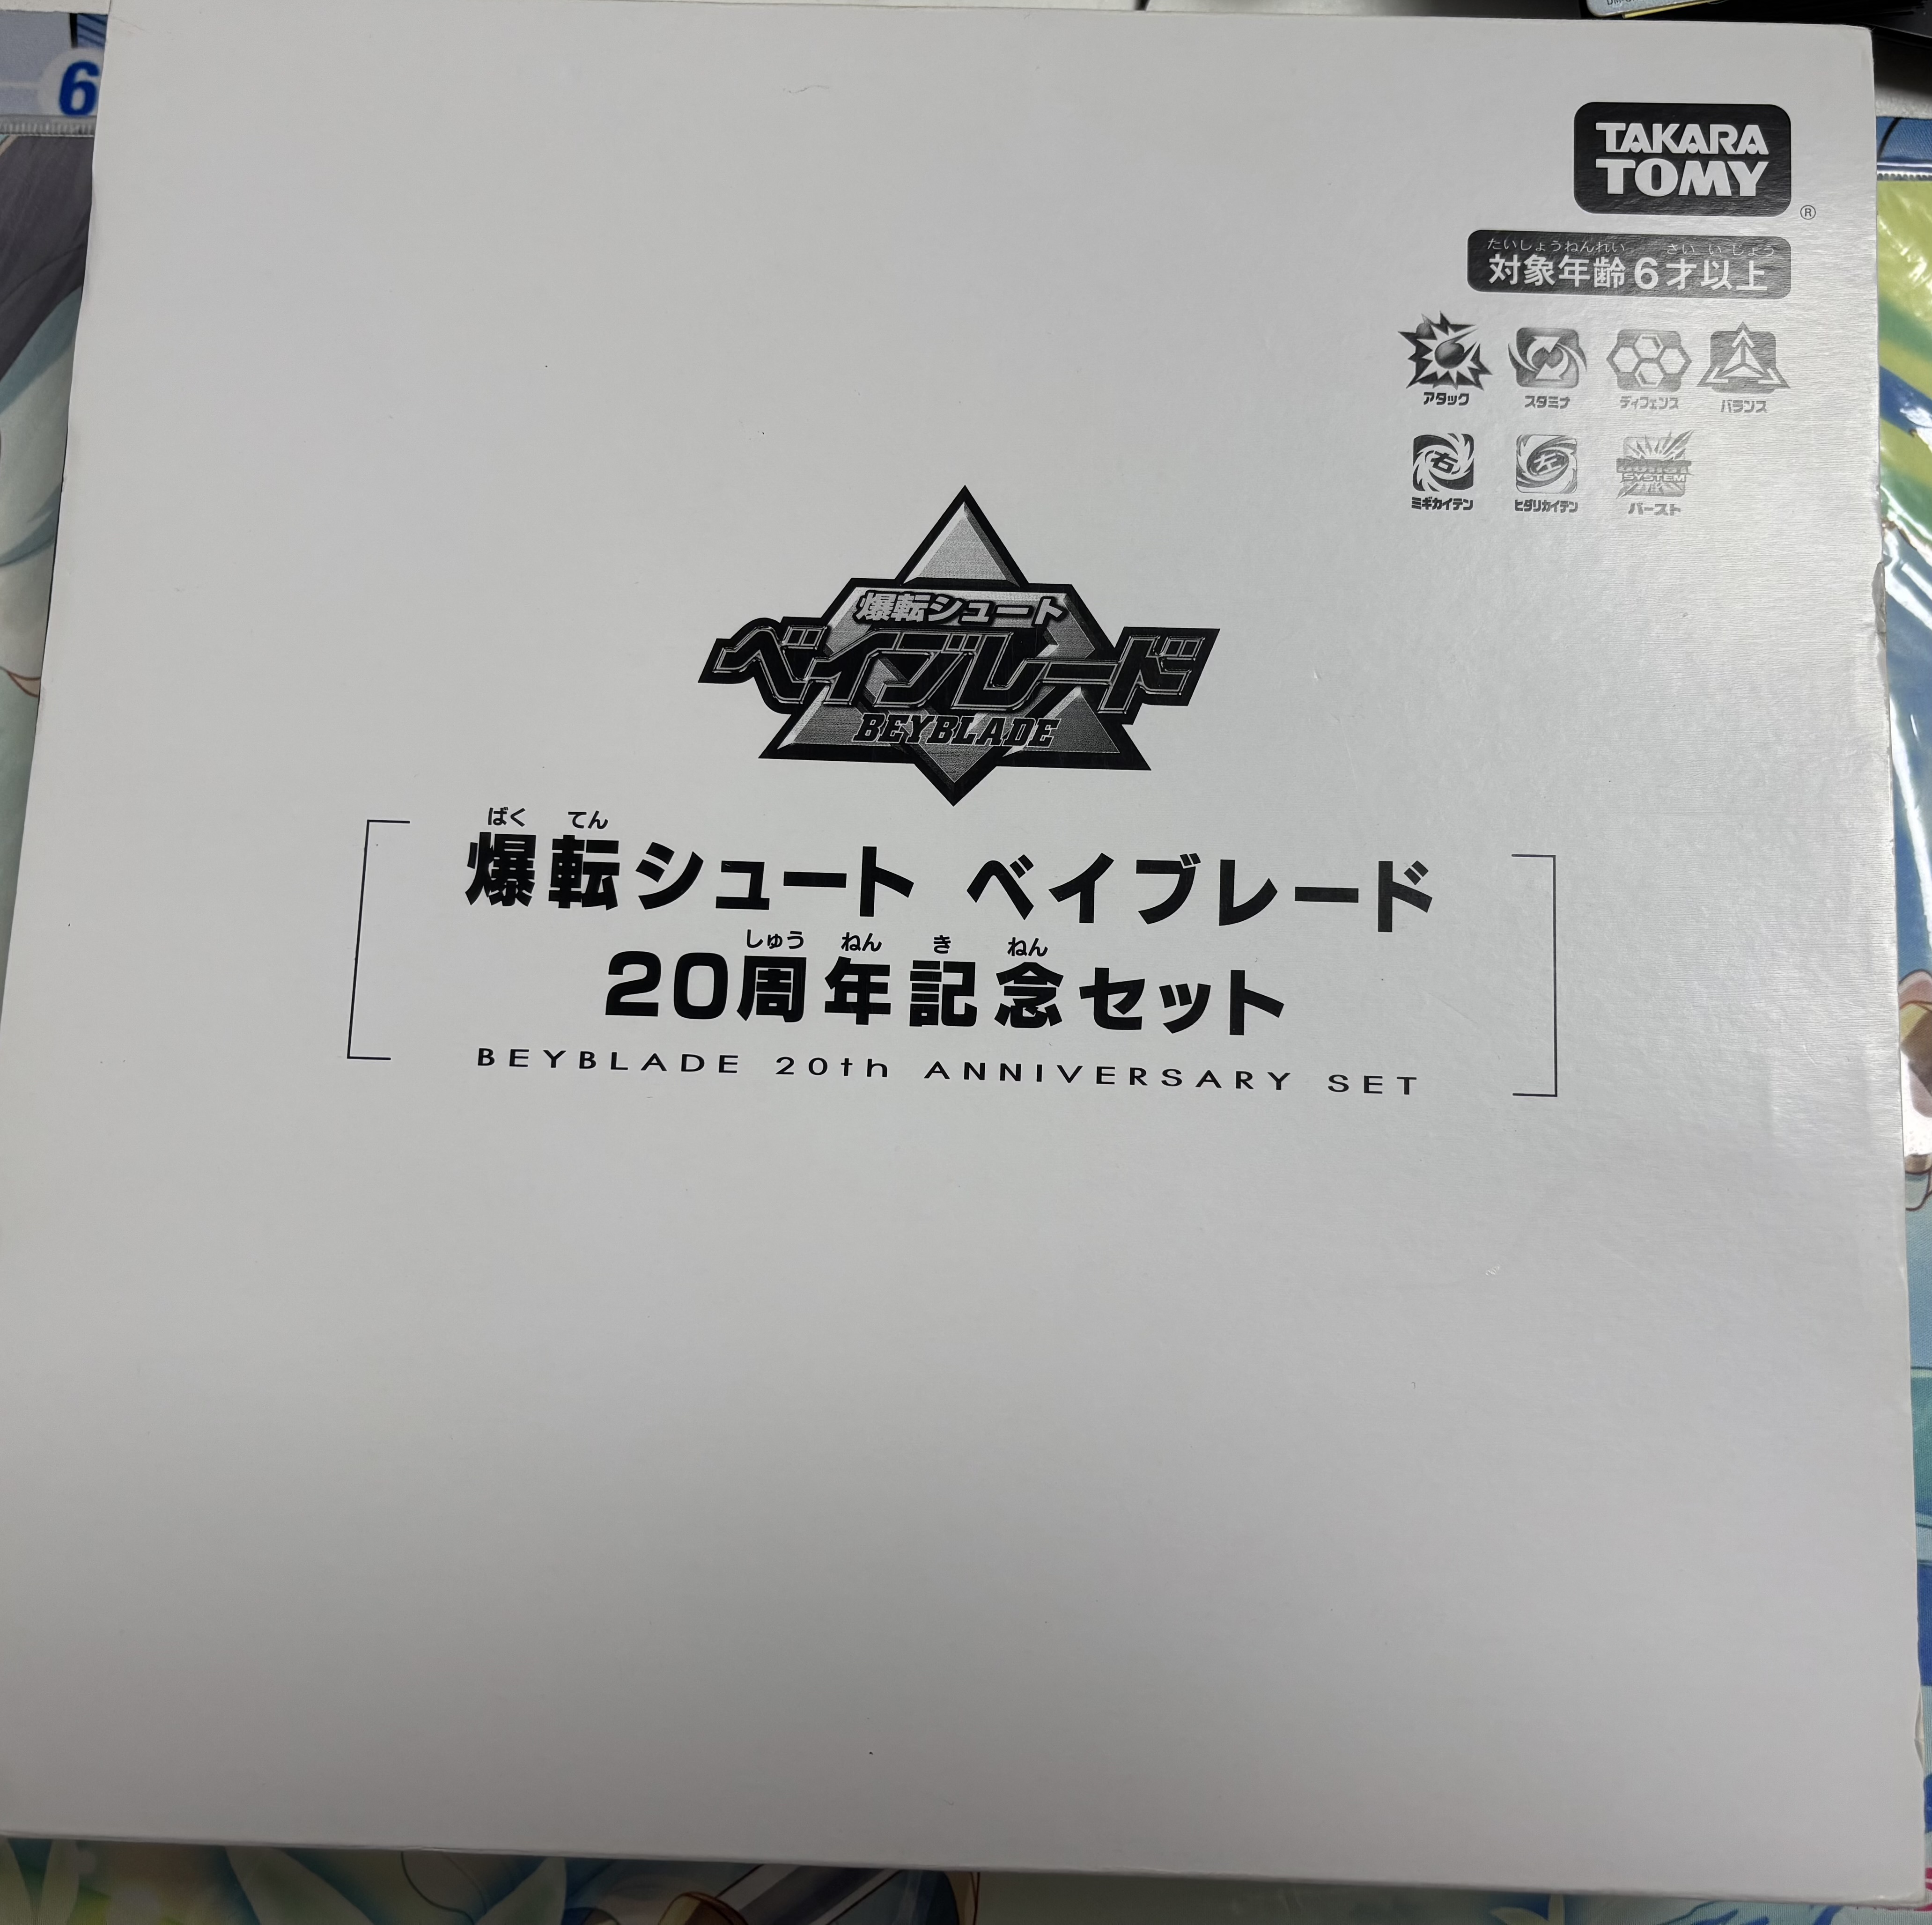 6
TAKARA
TOMY
®
たいしょうねんれい さい いじょう
対象年齢6才以上
アタック スタミナ ディフェンス バランス
右 左 BURST
SYSTEM
ミギカイテン ヒダリカイテン バースト
爆転シュート
ベイブレード
BEYBLADE
ばく てん
爆転シュート ベイブレード
しゅう ねん き ねん
20周年記念セット
BEYBLADE 20th ANNIVERSARY SET